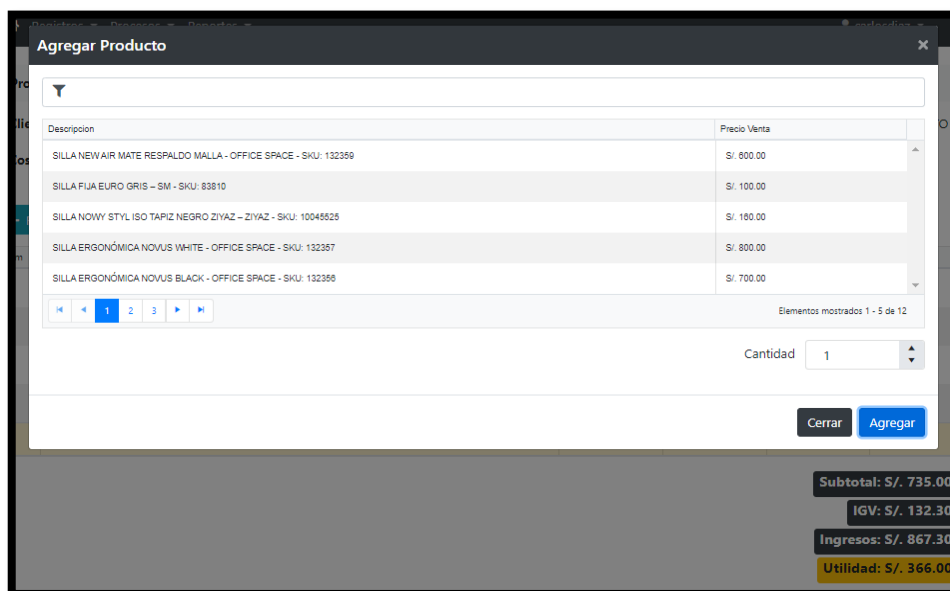 Registros Procesos Reportes carlosdiaz
Agregar Producto ×
Descripcion Precio Venta
SILLA NEW AIR MATE RESPALDO MALLA - OFFICE SPACE - SKU: 132359 S/. 600.00
SILLA FIJA EURO GRIS – SM - SKU: 83810 S/. 100.00
SILLA NOWY STYL ISO TAPIZ NEGRO ZIYAZ – ZIYAZ - SKU: 10045525 S/. 160.00
SILLA ERGONÓMICA NOVUS WHITE - OFFICE SPACE - SKU: 132357 S/. 800.00
SILLA ERGONÓMICA NOVUS BLACK - OFFICE SPACE - SKU: 132356 S/. 700.00
1 2 3 Elementos mostrados 1 - 5 de 12
Cantidad 1
Cerrar Agregar
Subtotal: S/. 735.00
IGV: S/. 132.30
Ingresos: S/. 867.30
Utilidad: S/. 366.00